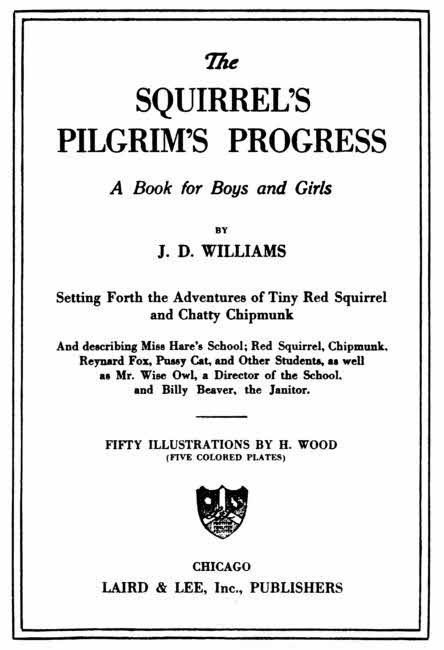 The
SQUIRREL'S
PILGRIM'S PROGRESS
A Book for Boys and Girls
BY
J. D. WILLIAMS
Setting Forth the Adventures of Tiny Red Squirrel
and Chatty Chipmunk
And describing Miss Hare's School; Red Squirrel, Chipmunk,
Reynard Fox, Pussy Cat, and Other Students, as well
as Mr. Wise Owl, a Director of the School,
and Billy Beaver, the Janitor.
FIFTY ILLUSTRATIONS BY H. WOOD
(FIVE COLORED PLATES)
CHICAGO
LAIRD & LEE, Inc., PUBLISHERS